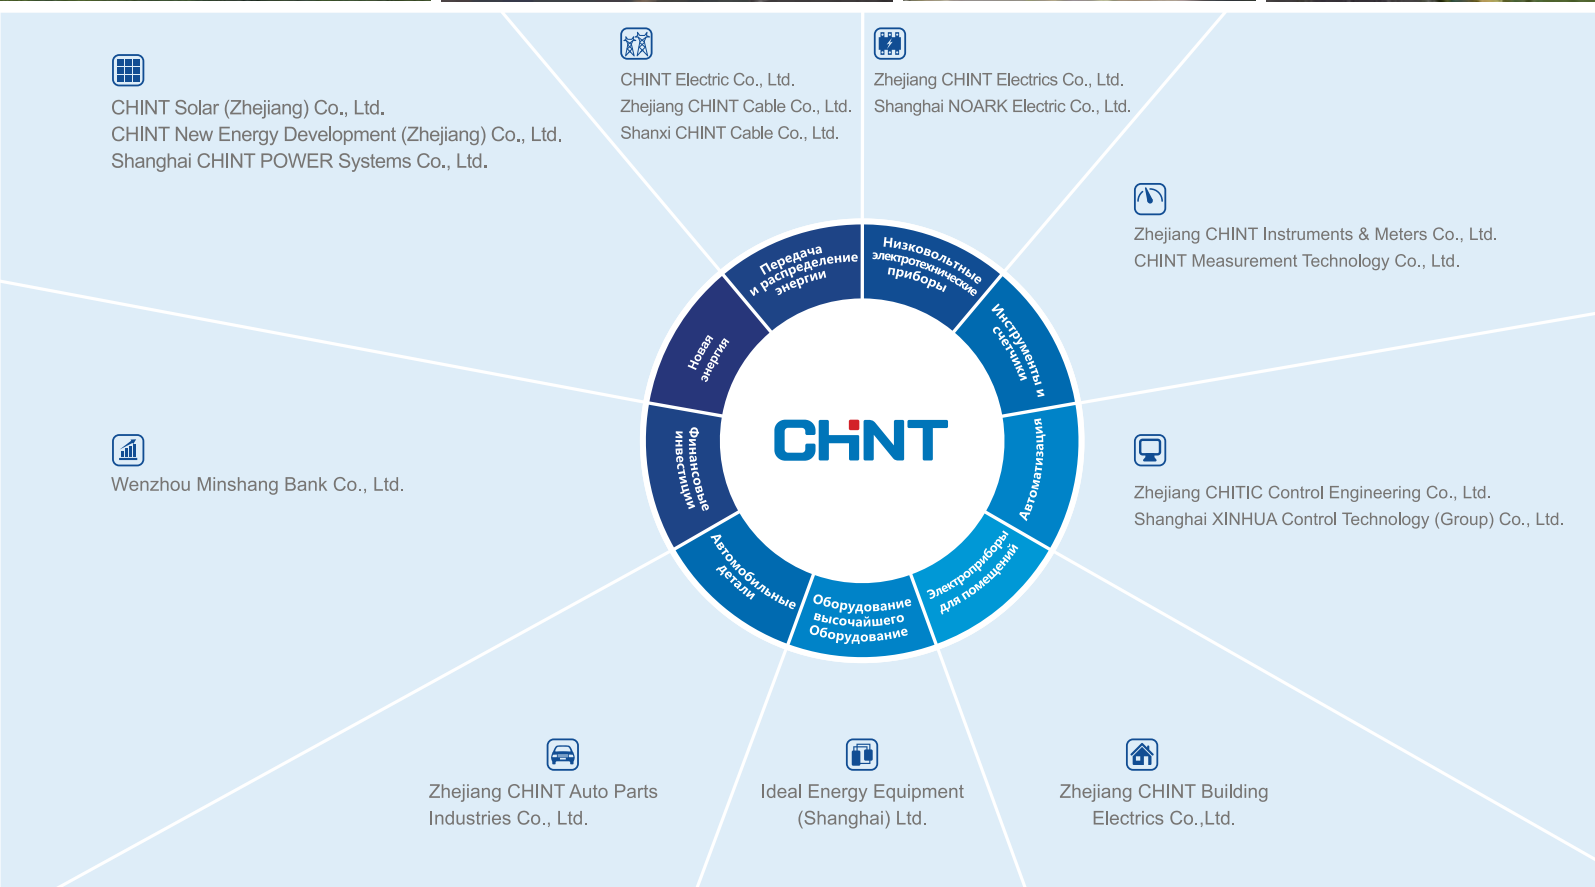 CHINT Solar (Zhejiang) Co., Ltd.
CHINT New Energy Development (Zhejiang) Co., Ltd.
Shanghai CHINT POWER Systems Co., Ltd.
CHINT Electric Co., Ltd.
Zhejiang CHINT Cable Co., Ltd.
Shanxi CHINT Cable Co., Ltd.
Zhejiang CHINT Electrics Co., Ltd.
Shanghai NOARK Electric Co., Ltd.
Zhejiang CHINT Instruments & Meters Co., Ltd.
CHINT Measurement Technology Co., Ltd.
Передача
и распределение
энергии
Низковольтные
электротехнические
приборы
Инструменты и
счетчики
Новая
энергия
CHINT
Автоматизация
Финансовые
инвестиции
Wenzhou Minshang Bank Co., Ltd.
Zhejiang CHITIC Control Engineering Co., Ltd.
Shanghai XINHUA Control Technology (Group) Co., Ltd.
Автомобильные
детали
Оборудование
высочайшего
Оборудование
Электроприборы
для помещений
Zhejiang CHINT Auto Parts
Industries Co., Ltd.
Ideal Energy Equipment
(Shanghai) Ltd.
Zhejiang CHINT Building
Electrics Co.,Ltd.